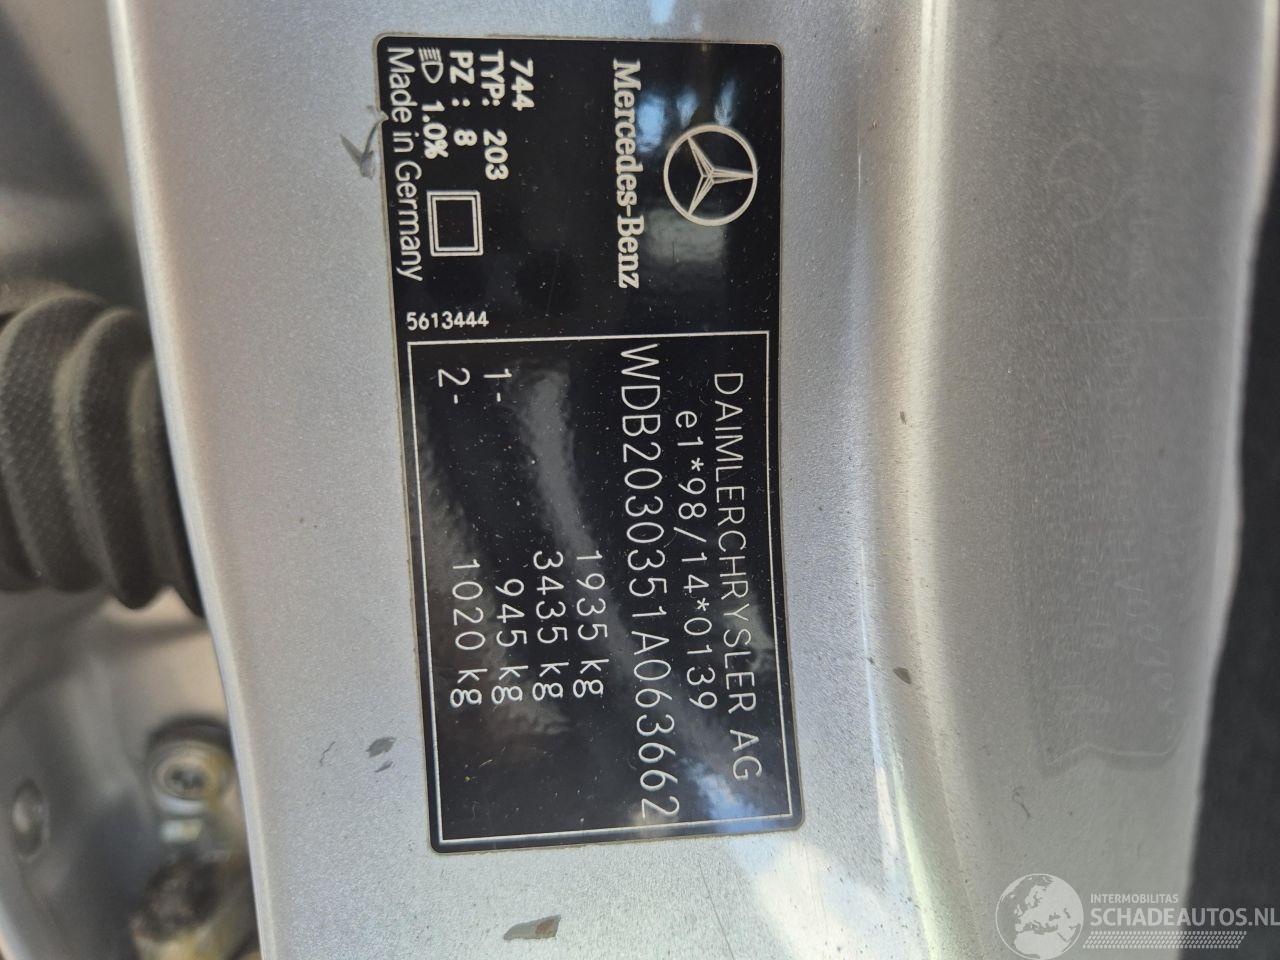 Mercedes-Benz
744
TYP: 203
PZ : 8
1.0%
Made in Germany
5613444
DAIMLERCHRYSLER AG
e1*98/14*0139
WDB2030351A063662
1935 kg
3435 kg
1- 945 kg
2- 1020 kg
INTERMOBILITAS
SCHADEAUTOS.NL